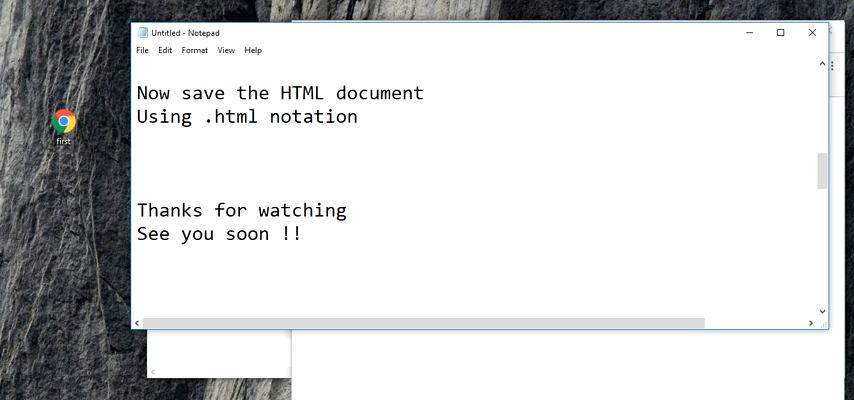 Untitled - Notepad
File Edit Format View Help
Now save the HTML document
Using .html notation
first
Thanks for watching
See you soon !!